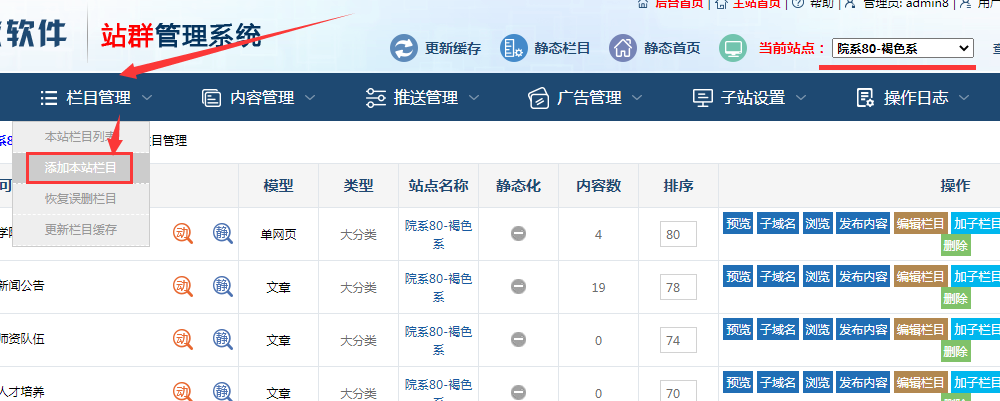 后台首页 | 主站首页 | 帮助 | 管理员: admin8 | 用户
软件 站群管理系统
更新缓存 静态栏目 静态首页 当前站点： 院系80-褐色系
栏目管理 内容管理 推送管理 广告管理 子站设置 操作日志
本站栏目列表 栏目管理
添加本站栏目
恢复误删栏目
更新栏目缓存
模型 类型 站点名称 静态化 内容数 排序 操作
动 静 单网页 大分类 院系80-褐色系 4 80 预览 子域名 浏览 发布内容 编辑栏目 加子栏目
删除
新闻公告 动 静 文章 大分类 院系80-褐色系 19 78 预览 子域名 浏览 发布内容 编辑栏目 加子栏目
删除
师资队伍 动 静 文章 大分类 院系80-褐色系 0 74 预览 子域名 浏览 发布内容 编辑栏目 加子栏目
删除
人才培养 动 静 文章 大分类 院系80-褐色 0 70 预览 子域名 浏览 发布内容 编辑栏目 加子栏目